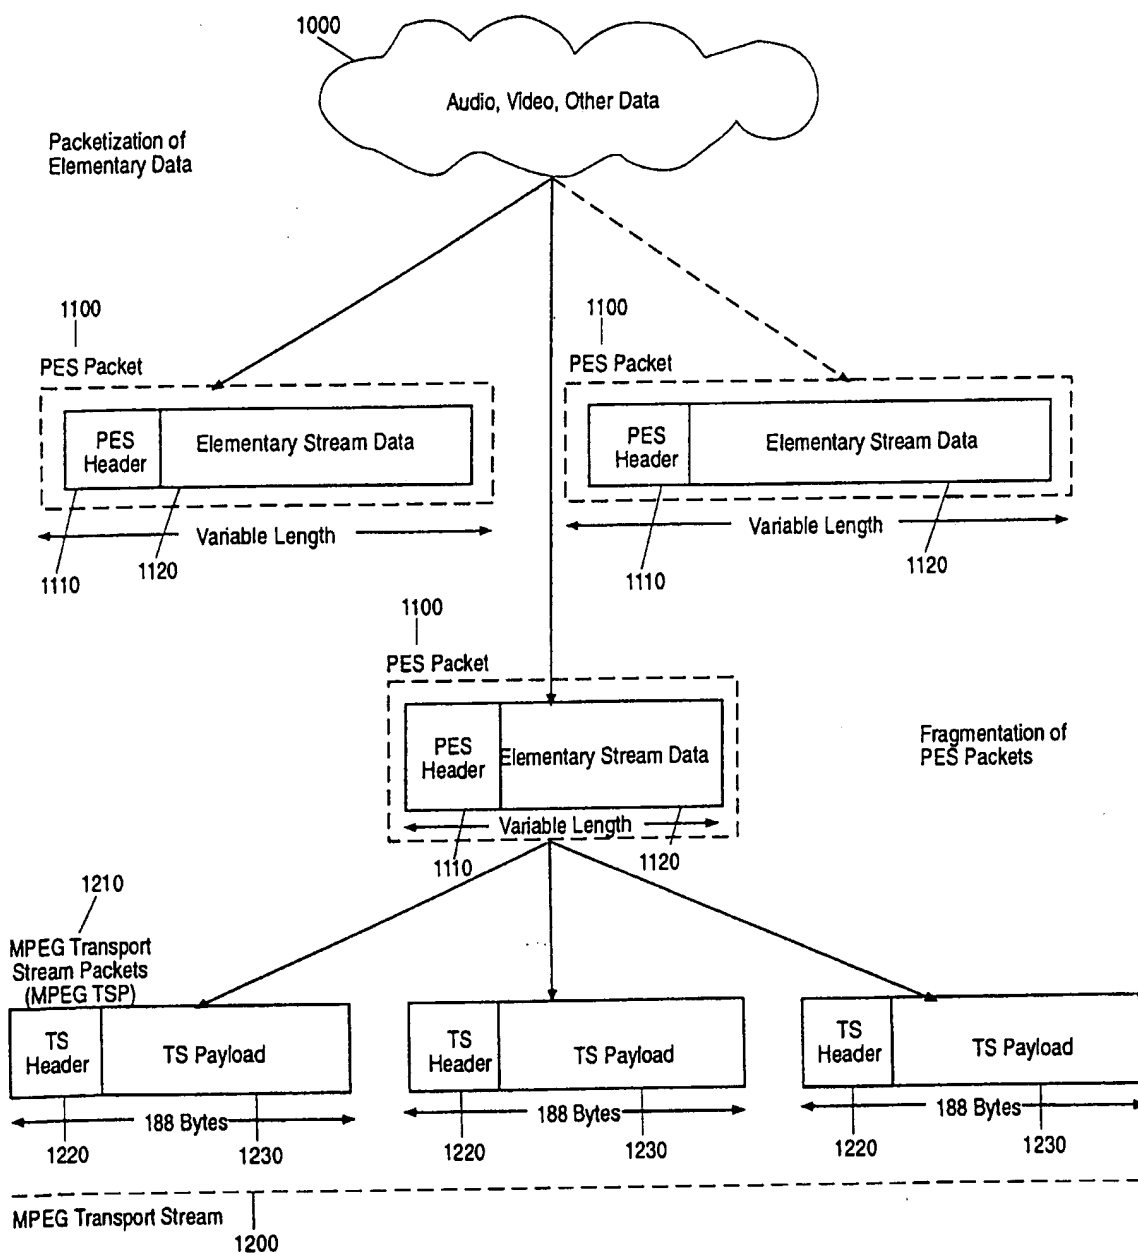 1000
Audio, Video, Other Data
Packetization of
Elementary Data
1100
PES Packet
1100
PES Packet
PES
Header
Elementary Stream Data
PES
Header
Elementary Stream Data
Variable Length
Variable Length
1110
1120
1110
1120
1100
PES Packet
PES
Header
Elementary Stream Data
Fragmentation of
PES Packets
Variable Length
1110
1120
1210
MPEG Transport
Stream Packets
(MPEG TSP)
TS
Header
TS Payload
TS
Header
TS Payload
TS
Header
TS Payload
188 Bytes
188 Bytes
188 Bytes
1220
1230
1220
1230
1220
1230
MPEG Transport Stream
1200